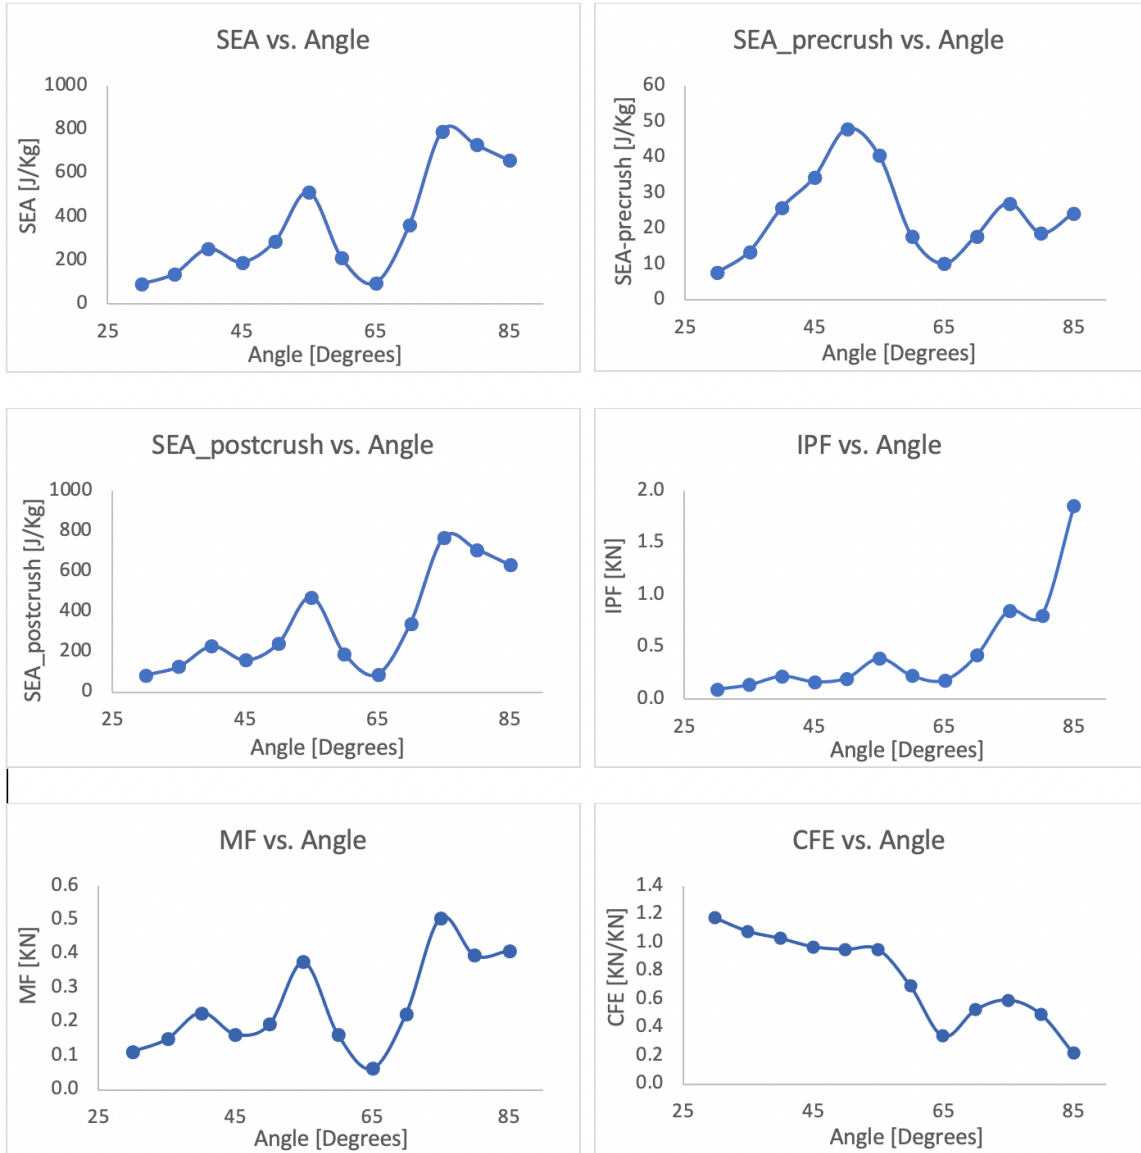 SEA vs. Angle
1000
800
600
400
200
0
SEA [J/Kg]
25 45 65 85
Angle [Degrees]
SEA_precrush vs. Angle
60
50
40
30
20
10
0
SEA-precrush [J/Kg]
25 45 65 85
Angle [Degrees]
SEA_postcrush vs. Angle
1000
800
600
400
200
0
SEA_postcrush [J/Kg]
25 45 65 85
Angle [Degrees]
IPF vs. Angle
2.0
1.5
1.0
0.5
0.0
IPF [KN]
25 45 65 85
Angle [Degrees]
MF vs. Angle
0.6
0.5
0.4
0.3
0.2
0.1
0.0
MF [KN]
25 45 65 85
Angle [Degrees]
CFE vs. Angle
1.4
1.2
1.0
0.8
0.6
0.4
0.2
0.0
CFE [KN/KN]
25 45 65 85
Angle [Degrees]